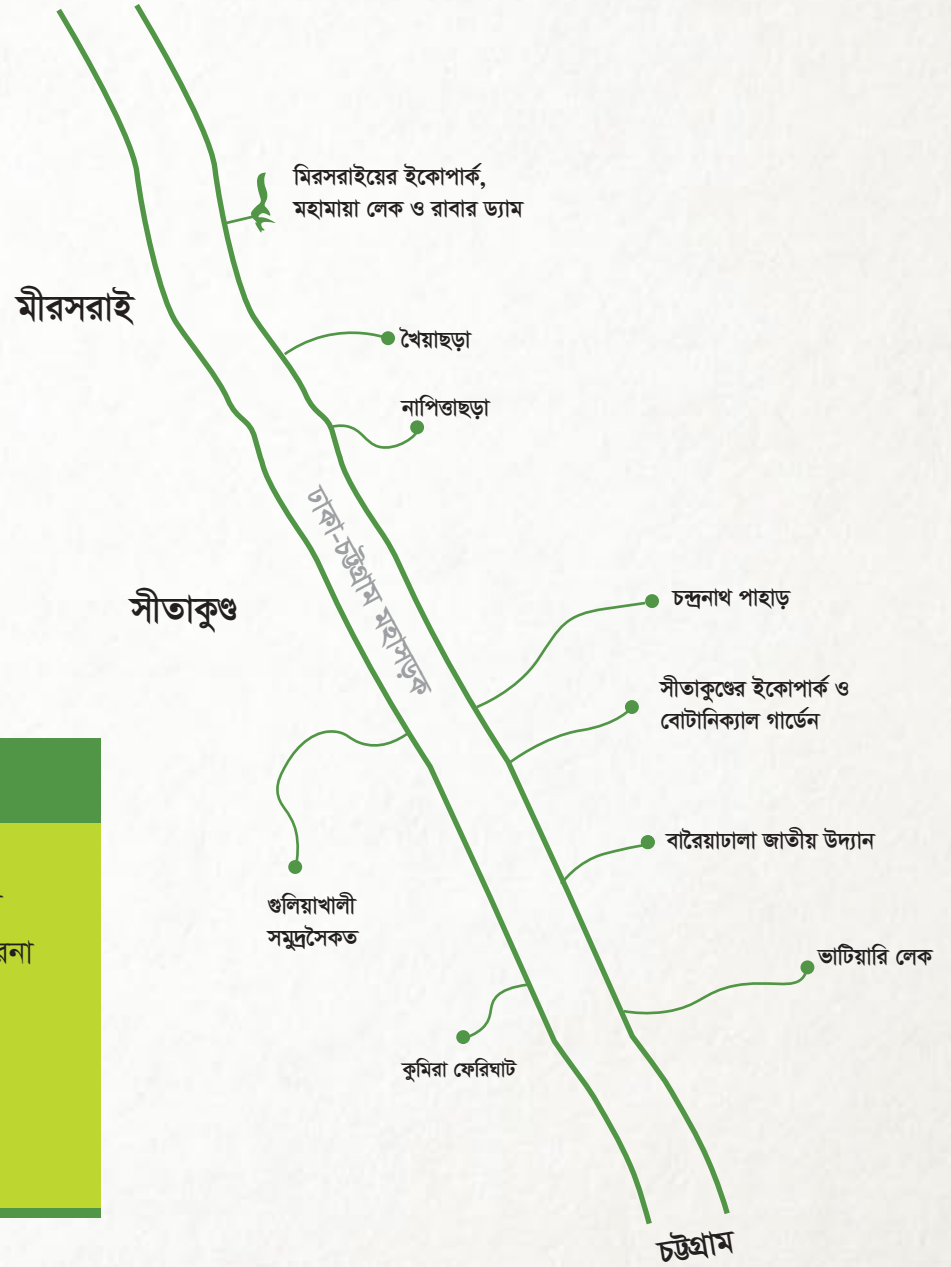 মিরসরাইয়ের ইকোপার্ক,
মহামায়া লেক ও রাবার ড্যাম
মীরসরাই
খৈয়াছড়া
নাপিত্তাছড়া
ঢাকা-চট্টগ্রাম মহাসড়ক
সীতাকুণ্ড
চন্দ্রনাথ পাহাড়
সীতাকুণ্ডের ইকোপার্ক ও
বোটানিক্যাল গার্ডেন
বারৈয়াঢালা জাতীয় উদ্যান
গুলিয়াখালী
সমুদ্রসৈকত
ভাটিয়ারি লেক
কুমিরা ফেরিঘাট
চট্টগ্রাম